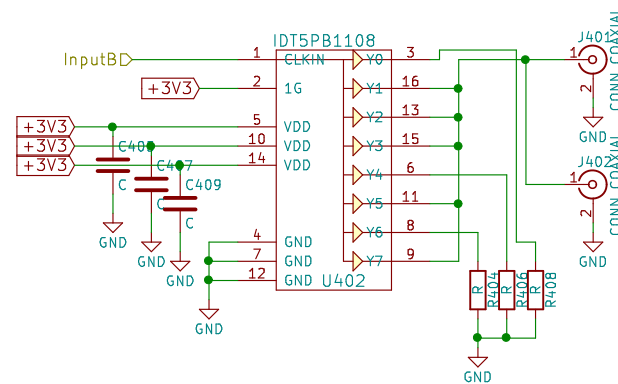 IDT5PB1108
InputB
1
CLKIN
Y0
3
+3V3
2
1G
Y1
16
Y2
13
+3V3
5
VDD
+3V3
10
VDD
Y3
15
+3V3
14
VDD
Y4
6
C407
C409
C
C
C
Y5
11
4
GND
Y6
8
7
GND
Y7
9
12
GND
U402
GND
GND
GND
GND
J401
1
2
CONN_COAXIAL
GND
J402
1
2
CONN_COAXIAL
GND
R
R404
R
R406
R
R408
GND